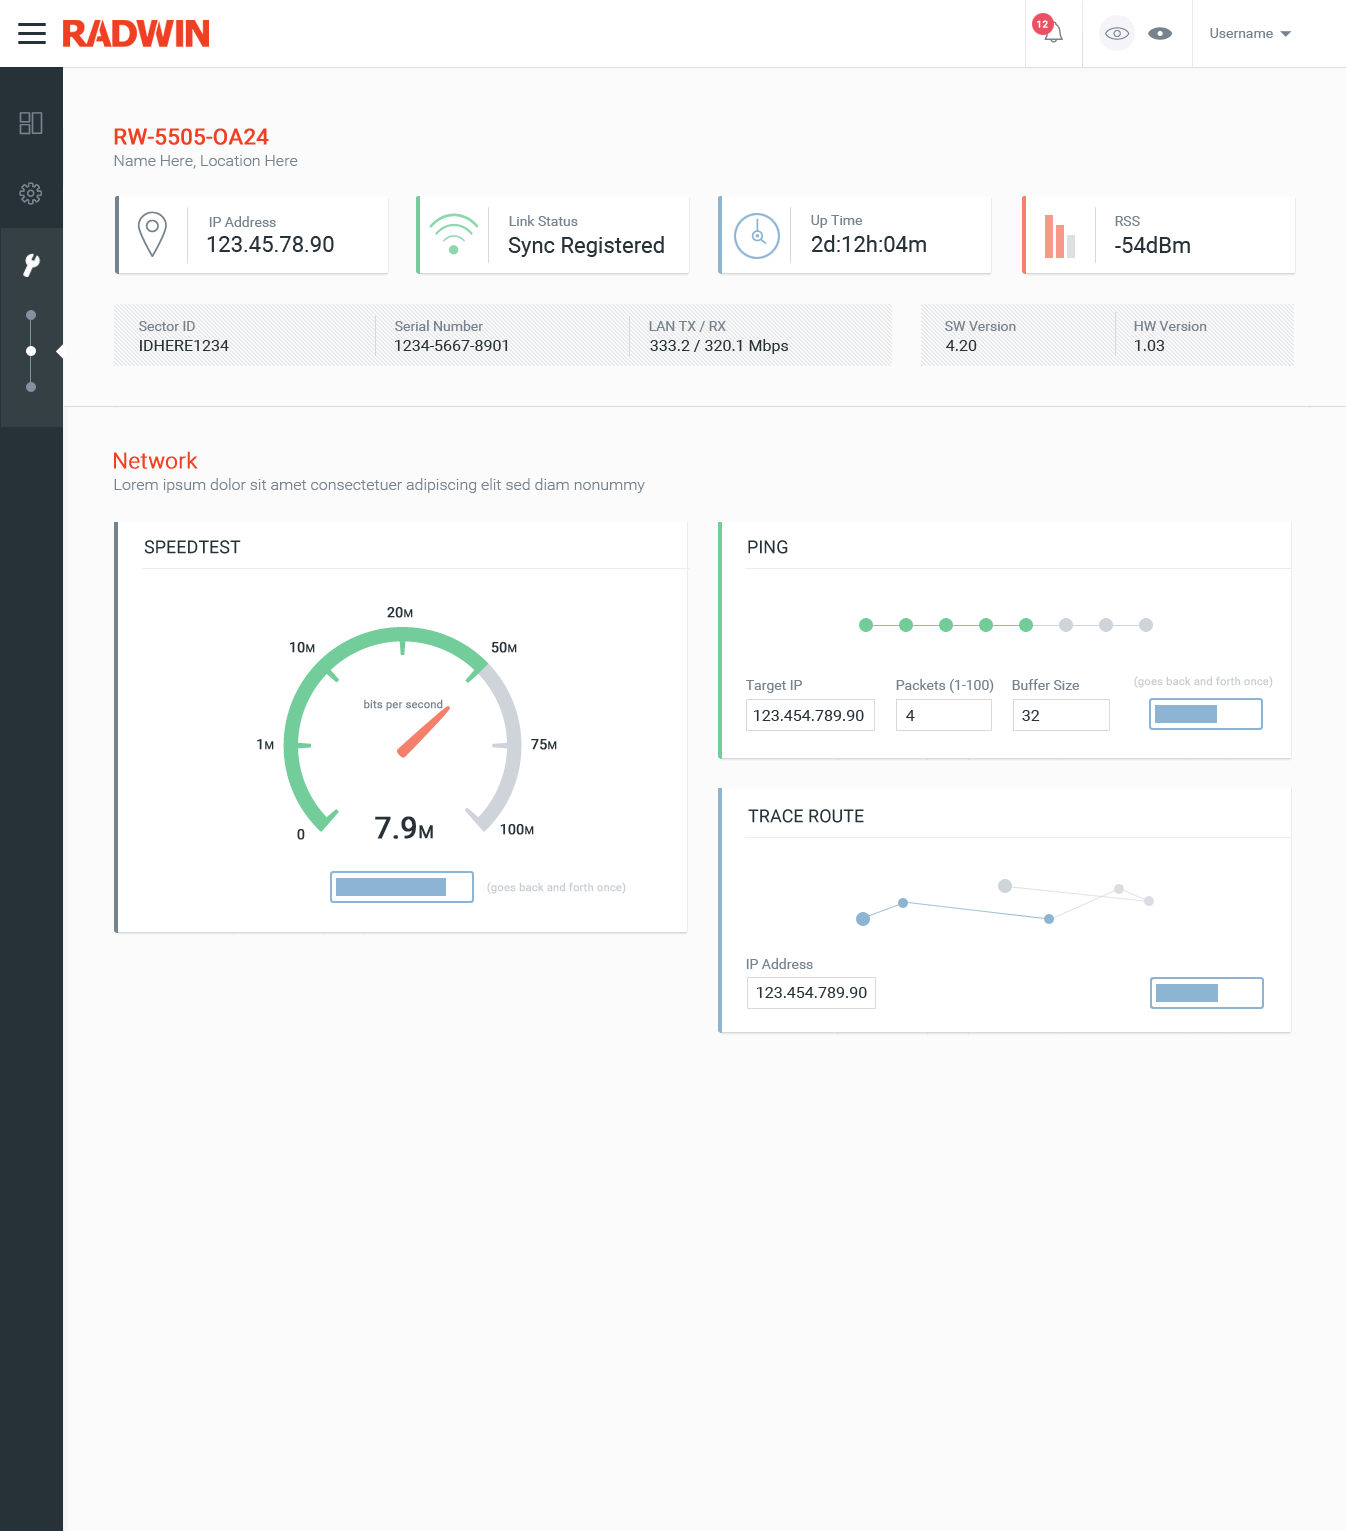 RADWIN
12
Username
RW-5505-OA24
Name Here, Location Here
IP Address
123.45.78.90
Link Status
Sync Registered
Up Time
2d:12h:04m
RSS
-54dBm
Sector ID
IDHERE1234
Serial Number
1234-5667-8901
LAN TX / RX
333.2 / 320.1 Mbps
SW Version
4.20
HW Version
1.03
Network
Lorem ipsum dolor sit amet consectetuer adipiscing elit sed diam nonummy
SPEEDTEST
20M
10M
50M
bits per second
1M
75M
0
7.9M
100M
(goes back and forth once)
PING
Target IP
Packets (1-100)
Buffer Size
(goes back and forth once)
123.454.789.90
4
32
TRACE ROUTE
IP Address
123.454.789.90